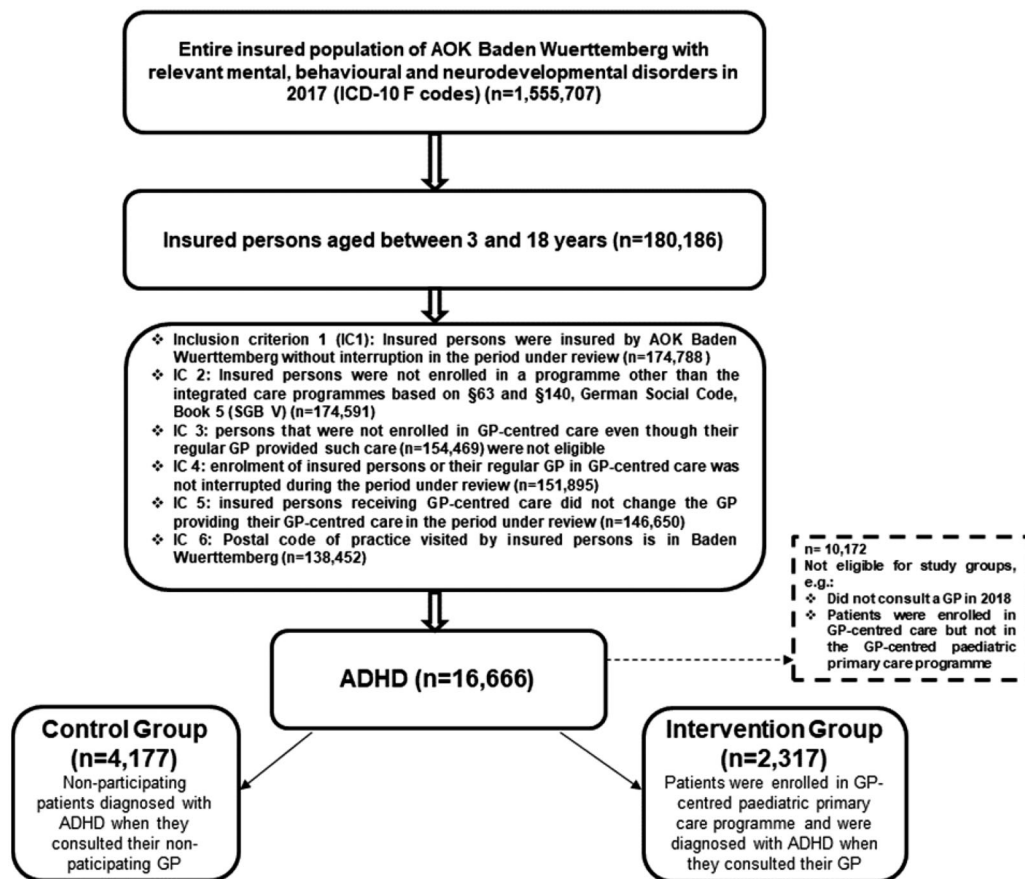 Entire insured population of AOK Baden Wuerttemberg with
relevant mental, behavioural and neurodevelopmental disorders in
2017 (ICD-10 F codes) (n=1,555,707)
Insured persons aged between 3 and 18 years (n=180,186)
❖ Inclusion criterion 1 (IC1): Insured persons were insured by AOK Baden
Wuerttemberg without interruption in the period under review (n=174,788 )
❖ IC 2: Insured persons were not enrolled in a programme other than the
integrated care programmes based on §63 and §140, German Social Code,
Book 5 (SGB V) (n=174,591)
❖ IC 3: persons that were not enrolled in GP-centred care even though their
regular GP provided such care (n=154,469) were not eligible
❖ IC 4: enrolment of insured persons or their regular GP in GP-centred care was
not interrupted during the period under review (n=151,895)
❖ IC 5: insured persons receiving GP-centred care did not change the GP
providing their GP-centred care in the period under review (n=146,650)
❖ IC 6: Postal code of practice visited by insured persons is in Baden
Wuerttemberg (n=138,452)
n= 10,172
Not eligible for study groups,
e.g.:
❖ Did not consult a GP in 2018
❖ Patients were enrolled in
GP-centred care but not in
the GP-centred paediatric
primary care programme
ADHD (n=16,666)
Control Group
(n=4,177)
Non-participating
patients diagnosed with
ADHD when they
consulted their non-
paticipating GP
Intervention Group
(n=2,317)
Patients were enrolled in GP-
centred paediatric primary
care programme and were
diagnosed with ADHD when
they consulted their GP